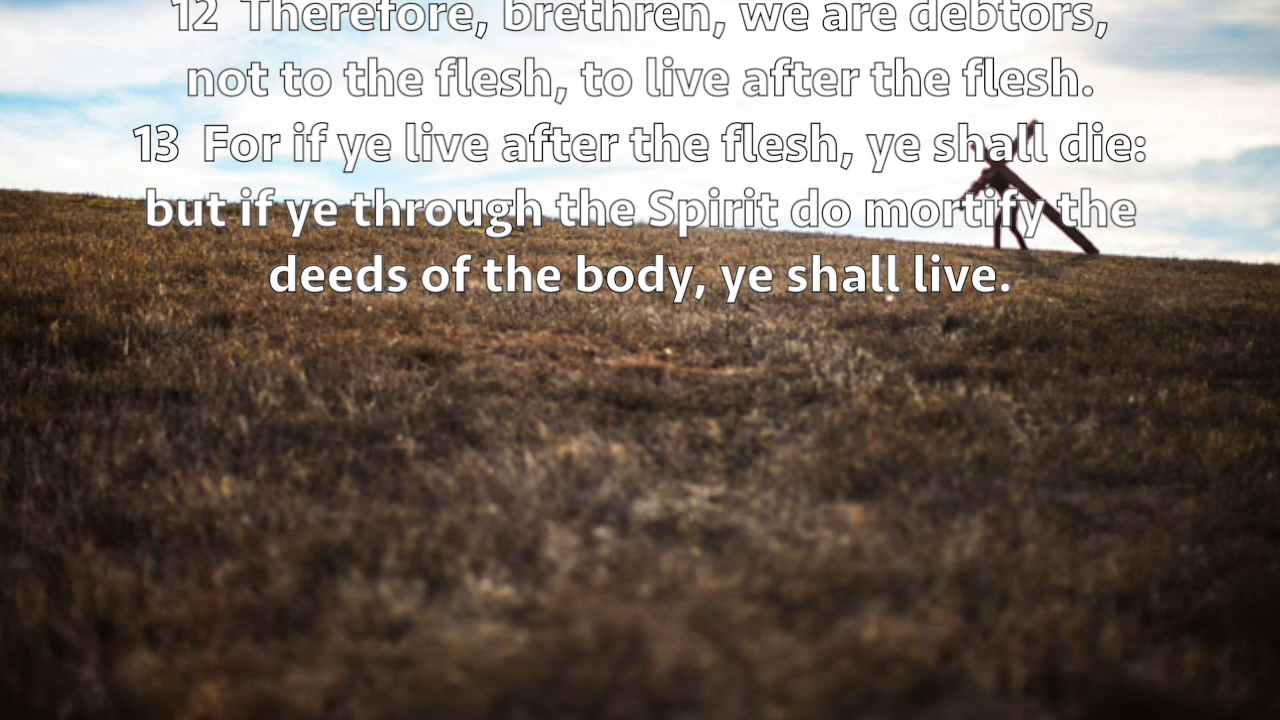 12 Therefore, brethren, we are debtors,
not to the flesh, to live after the flesh.
13 For if ye live after the flesh, ye shall die:
but if ye through the Spirit do mortify the
deeds of the body, ye shall live.